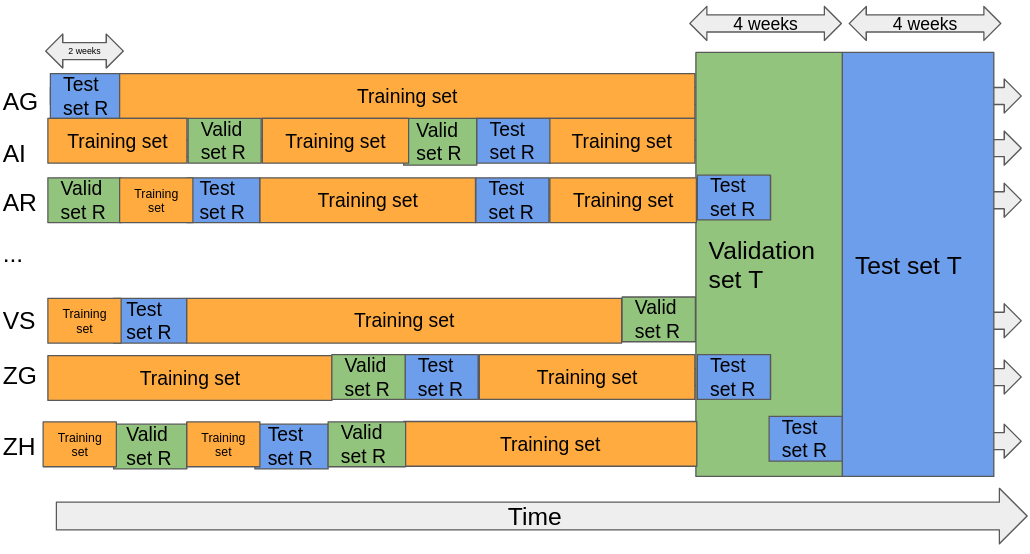 4 weeks
4 weeks
2 weeks
AG
Test
set R
Training set
AI
Training set
Valid
set R
Training set
Valid
set R
Test
set R
Training set
AR
Valid
set R
Training
set
Test
set R
Training set
Test
set R
Training set
Test
set R
...
Validation
set T
Test set T
VS
Training
set
Test
set R
Training set
Valid
set R
ZG
Training set
Valid
set R
Test
set R
Training set
Test
set R
ZH
Training
set
Valid
set R
Training
set
Test
set R
Valid
set R
Training set
Test
set R
Time